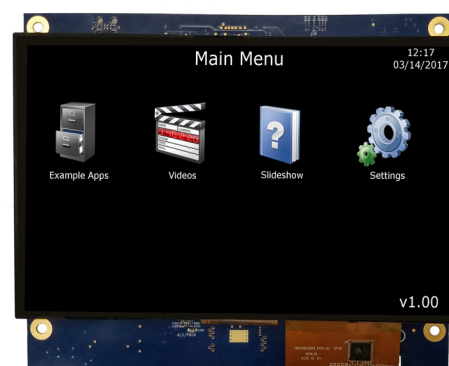 Main Menu
12:17
03/14/2017
Example Apps
Videos
Slideshow
Settings
v1.00